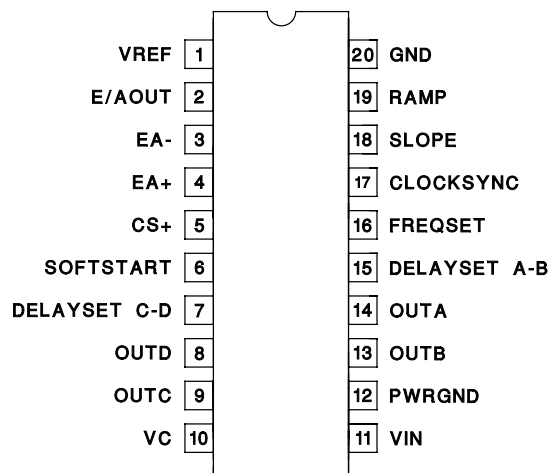 VREF 1 20 GND
E/AOUT 2 19 RAMP
EA- 3 18 SLOPE
EA+ 4 17 CLOCKSYNC
CS+ 5 16 FREQSET
SOFTSTART 6 15 DELAYSET A-B
DELAYSET C-D 7 14 OUTA
OUTD 8 13 OUTB
OUTC 9 12 PWRGND
VC 10 11 VIN